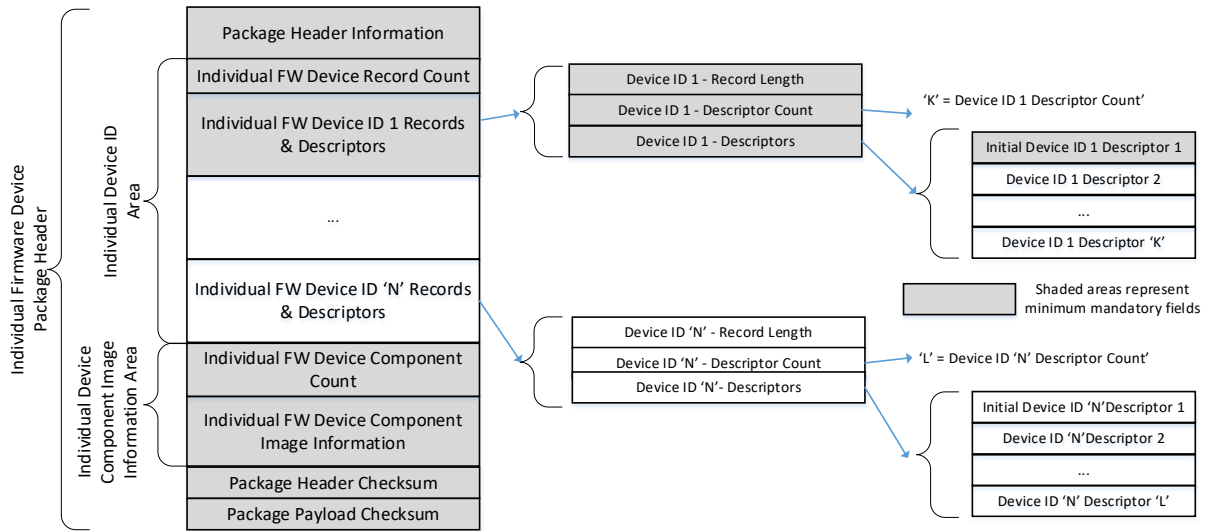 Individual Firmware Device
Package Header
Individual Device ID
Area
Individual Device
Component Image
Information Area
Package Header Information
Individual FW Device Record Count
Individual FW Device ID 1 Records
& Descriptors
...
Individual FW Device ID ‘N’ Records
& Descriptors
Individual FW Device Component
Count
Individual FW Device Component
Image Information
Package Header Checksum
Package Payload Checksum
Device ID 1 - Record Length
Device ID 1 - Descriptor Count
Device ID 1 - Descriptors
‘K’ = Device ID 1 Descriptor Count’
Initial Device ID 1 Descriptor 1
Device ID 1 Descriptor 2
...
Device ID 1 Descriptor ‘K’
Shaded areas represent
minimum mandatory fields
Device ID ‘N’ - Record Length
Device ID ‘N’ - Descriptor Count
Device ID ‘N’- Descriptors
‘L’ = Device ID ‘N’ Descriptor Count’
Initial Device ID ‘N’Descriptor 1
Device ID ‘N’Descriptor 2
...
Device ID ‘N’ Descriptor ‘L’